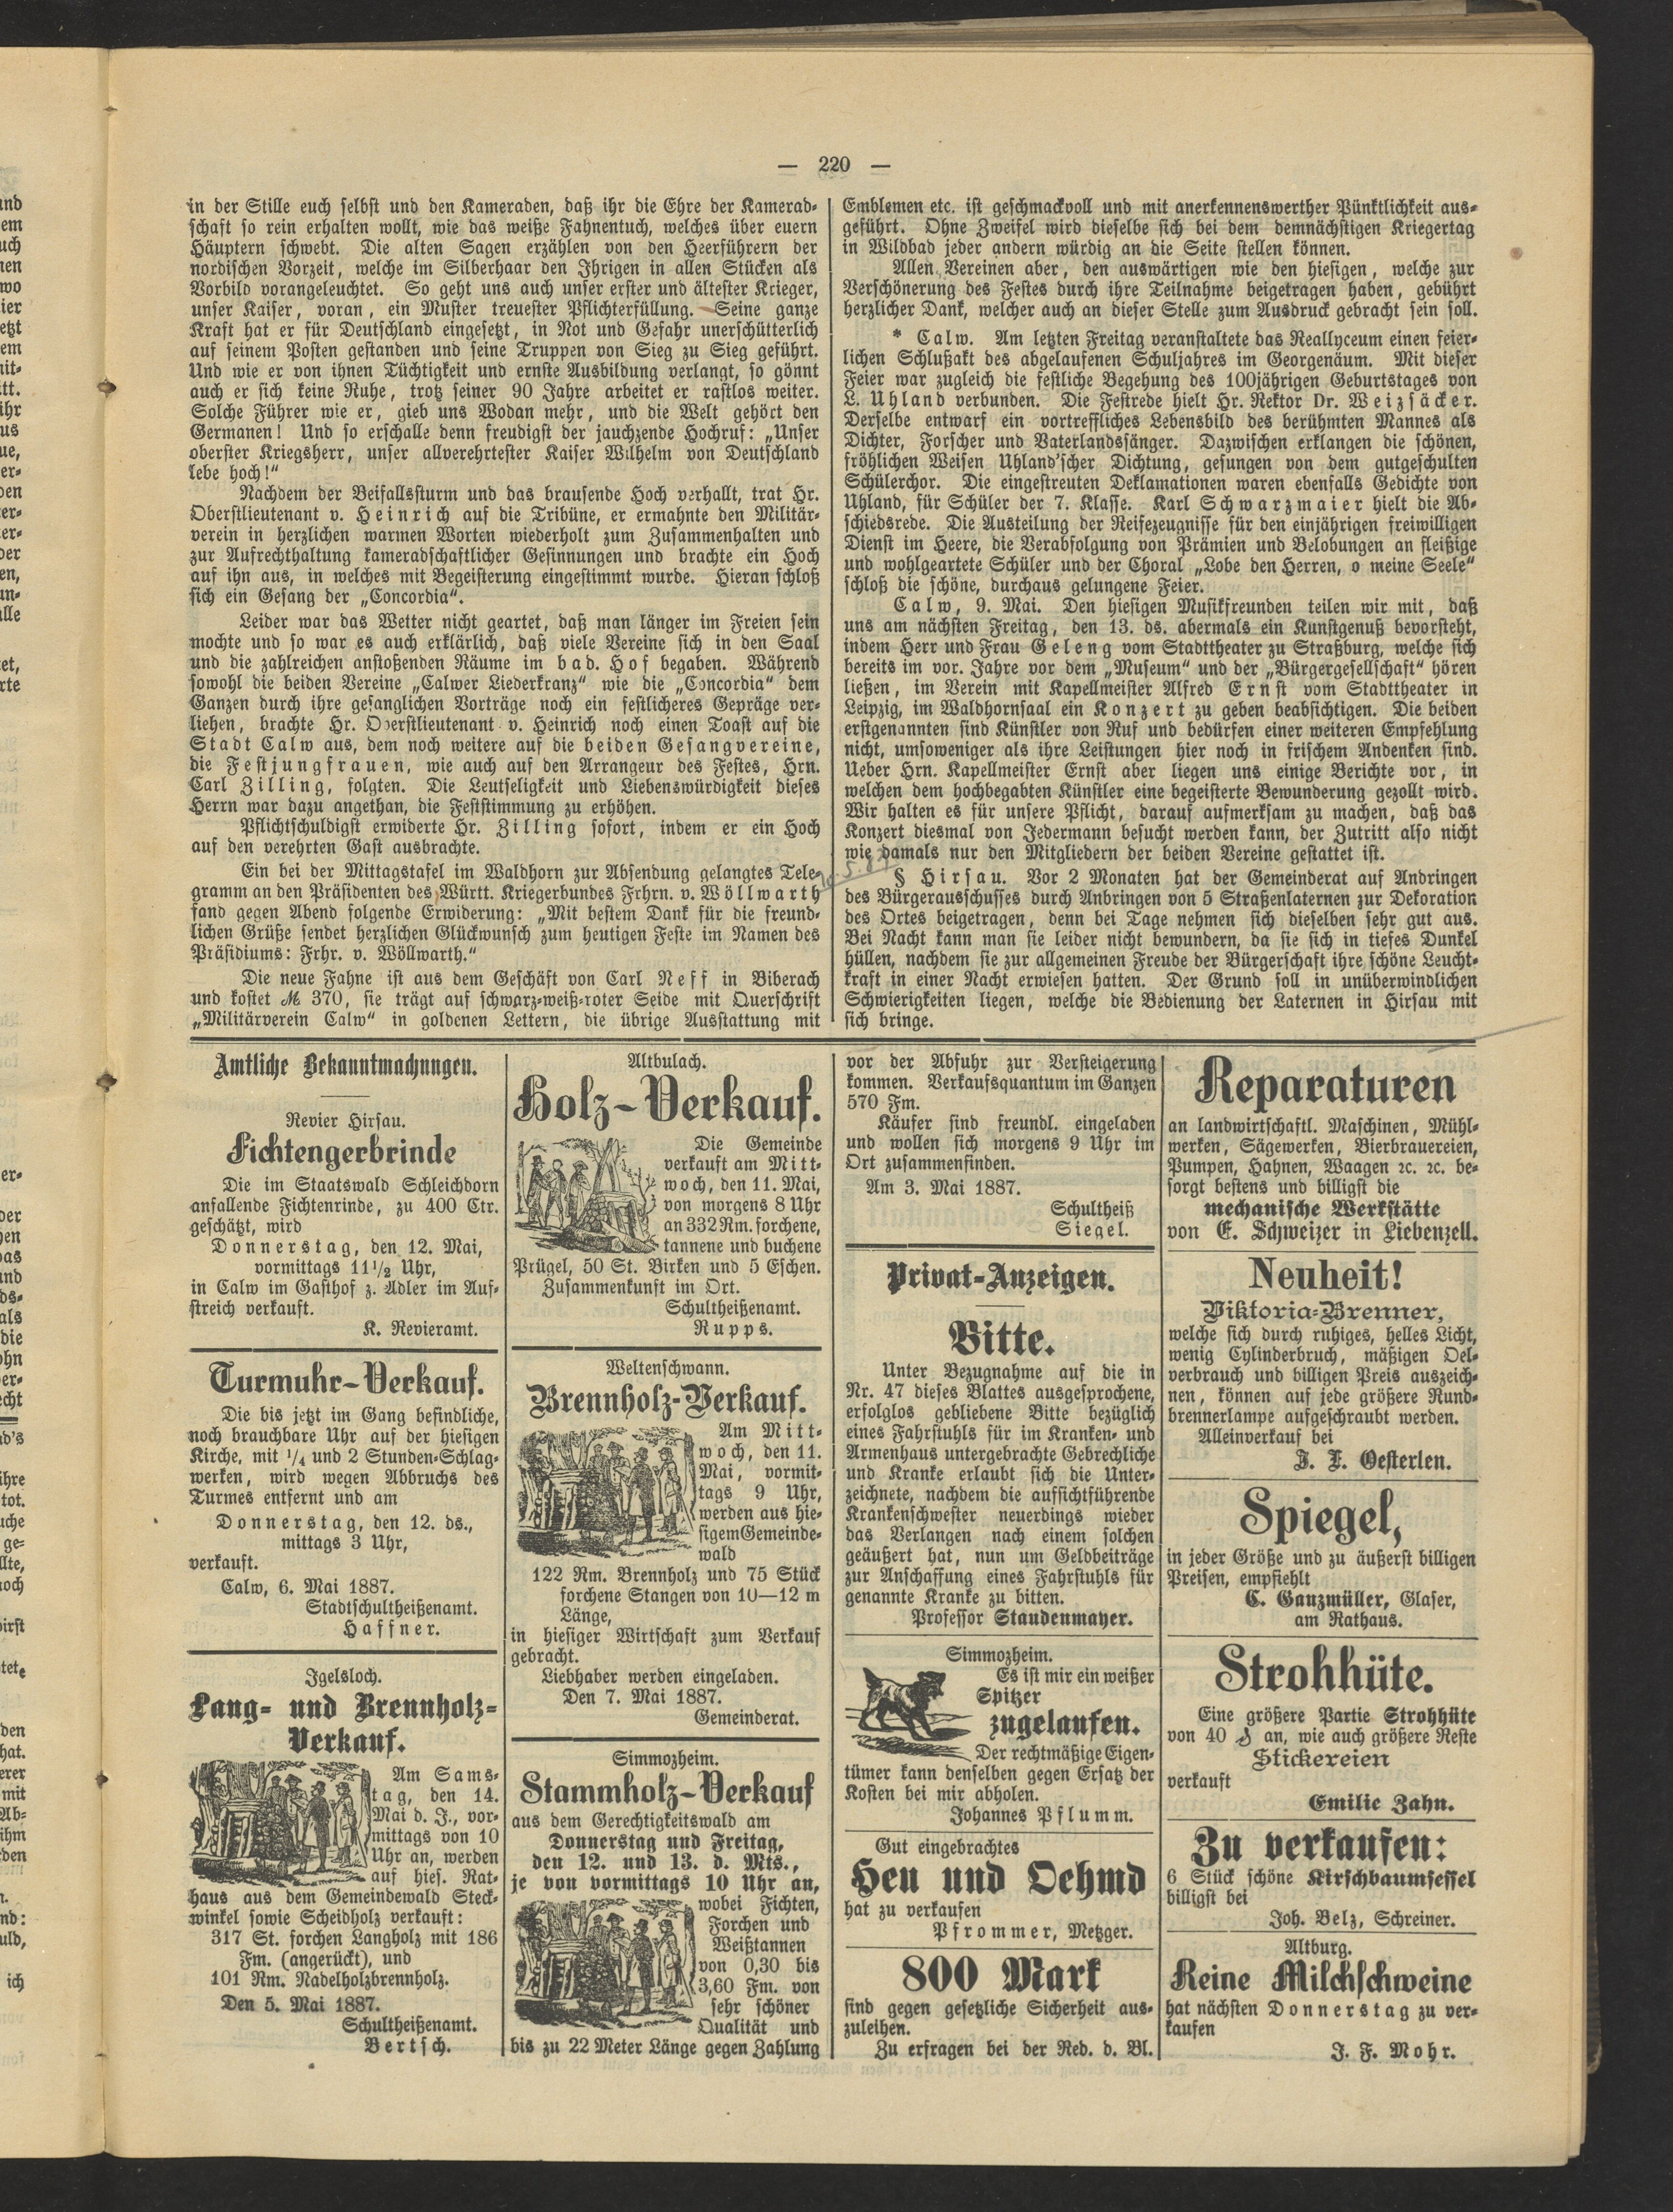 — 220 —
in der Stille euch selbst und den Kameraden, daß ihr die Ehre der Kamerad-
schaft so rein erhalten wollt, wie das weiße Fahnentuch, welches über euern
Häuptern schwebt. Die alten Sagen erzählen von den Heerführern der
nordischen Vorzeit, welche im Silberhaar den Ihrigen in allen Stücken als
Vorbild vorangeleuchtet. So geht uns auch unser erster und ältester Krieger,
unser Kaiser, voran, ein Muster treuester Pflichterfüllung. Seine ganze
Kraft hat er für Deutschland eingesetzt, in Not und Gefahr unerschütterlich
auf seinem Posten gestanden und seine Truppen von Sieg zu Sieg geführt.
Und wie er von ihnen Tüchtigkeit und ernste Ausbildung verlangt, so gönnt
auch er sich keine Ruhe, trotz seiner 90 Jahre arbeitet er rastlos weiter.
Solche Führer wie er, gieb uns Wodan mehr, und die Welt gehört den
Germanen! Und so erschalle denn freudigst der jauchzende Hochruf: „Unser
oberster Kriegsherr, unser allverehrtester Kaiser Wilhelm von Deutschland
lebe hoch!“
Nachdem der Beifallssturm und das brausende Hoch verhallt, trat Hr.
Oberstlieutenant v. Heinrich auf die Tribüne, er ermahnte den Militär-
verein in herzlichen warmen Worten wiederholt zum Zusammenhalten und
zur Aufrechthaltung kameradschaftlicher Gesinnungen und brachte ein Hoch
auf ihn aus, in welches mit Begeisterung eingestimmt wurde. Hieran schloß
sich ein Gesang der „Concordia“.
Leider war das Wetter nicht geartet, daß man länger im Freien sein
mochte und so war es auch erklärlich, daß viele Vereine sich in den Saal
und die zahlreichen anstoßenden Räume im bad. Hof begaben. Während
sowohl die beiden Vereine „Calwer Liederkranz“ wie die „Concordia“ dem
Ganzen durch ihre gesanglichen Vorträge noch ein festlicheres Gepräge ver-
liehen, brachte Hr. Oberstlieutenant v. Heinrich noch einen Toast auf die
Stadt Calw aus, dem noch weitere auf die beiden Gesangvereine,
die Festjungfrauen, wie auch auf den Arrangeur des Festes, Hrn.
Carl Zilling, folgten. Die Leutseligkeit und Liebenswürdigkeit dieses
Herrn war dazu angethan, die Feststimmung zu erhöhen.
Pflichtschuldigst erwiderte Hr. Zilling sofort, indem er ein Hoch
auf den verehrten Gast ausbrachte.
Ein bei der Mittagstafel im Waldhorn zur Absendung gelangtes Tele-
gramm an den Präsidenten des Württ. Kriegerbundes Frhrn. v. Wöllwarth
fand gegen Abend folgende Erwiderung: „Mit bestem Dank für die freund-
lichen Grüße sendet herzlichen Glückwunsch zum heutigen Feste im Namen des
Präsidiums: Frhr. v. Wöllwarth.“
Die neue Fahne ist aus dem Geschäft von Carl Neff in Biberach
und kostet ℳ 370, sie trägt auf schwarz-weiß-roter Seide mit Querschrift
„Militärverein Calw“ in goldenen Lettern, die übrige Ausstattung mit
Emblemen etc. ist geschmackvoll und mit anerkennenswerther Pünktlichkeit aus-
geführt. Ohne Zweifel wird dieselbe sich bei dem demnächstigen Kriegertag
in Wildbad jeder andern würdig an die Seite stellen können.
Allen Vereinen aber, den auswärtigen wie den hiesigen, welche zur
Verschönerung des Festes durch ihre Teilnahme beigetragen haben, gebührt
herzlicher Dank, welcher auch an dieser Stelle zum Ausdruck gebracht sein soll.
* Calw. Am letzten Freitag veranstaltete das Reallyceum einen feier-
lichen Schlußakt des abgelaufenen Schuljahres im Georgenäum. Mit dieser
Feier war zugleich die festliche Begehung des 100jährigen Geburtstages von
L. Uhland verbunden. Die Festrede hielt Hr. Rektor Dr. Weizsäcker.
Derselbe entwarf ein vortreffliches Lebensbild des berühmten Mannes als
Dichter, Forscher und Vaterlandssänger. Dazwischen erklangen die schönen,
fröhlichen Weisen Uhland'scher Dichtung, gesungen von dem gutgeschulten
Schülerchor. Die eingestreuten Deklamationen waren ebenfalls Gedichte von
Uhland, für Schüler der 7. Klasse. Karl Schwarzmaier hielt die Ab-
schiedsrede. Die Austeilung der Reifezeugnisse für den einjährigen freiwilligen
Dienst im Heere, die Verabfolgung von Prämien und Belobungen an fleißige
und wohlgeartete Schüler und der Choral „Lobe den Herren, o meine Seele“
schloß die schöne, durchaus gelungene Feier.
Calw, 9. Mai. Den hiesigen Musikfreunden teilen wir mit, daß
uns am nächsten Freitag, den 13. ds. abermals ein Kunstgenuß bevorsteht,
indem Herr und Frau Geleng vom Stadttheater zu Straßburg, welche sich
bereits im vor. Jahre vor dem „Museum“ und der „Bürgergesellschaft“ hören
ließen, im Verein mit Kapellmeister Alfred Ernst vom Stadttheater in
Leipzig, im Waldhornsaal ein Konzert zu geben beabsichtigen. Die beiden
erstgenannten sind Künstler von Ruf und bedürfen einer weiteren Empfehlung
nicht, umsoweniger als ihre Leistungen hier noch in frischem Andenken sind.
Ueber Hrn. Kapellmeister Ernst aber liegen uns einige Berichte vor, in
welchen dem hochbegabten Künstler eine begeisterte Bewunderung gezollt wird.
Wir halten es für unsere Pflicht, darauf aufmerksam zu machen, daß das
Konzert diesmal von Jedermann besucht werden kann, der Zutritt also nicht
wie damals nur den Mitgliedern der beiden Vereine gestattet ist.
§ Hirsau. Vor 2 Monaten hat der Gemeinderat auf Andringen
des Bürgerausschusses durch Anbringen von 5 Straßenlaternen zur Dekoration
des Ortes beigetragen, denn bei Tage nehmen sich dieselben sehr gut aus.
Bei Nacht kann man sie leider nicht bewundern, da sie sich in tiefes Dunkel
hüllen, nachdem sie zur allgemeinen Freude der Bürgerschaft ihre schöne Leucht-
kraft in einer Nacht erwiesen hatten. Der Grund soll in unüberwindlichen
Schwierigkeiten liegen, welche die Bedienung der Laternen in Hirsau mit
sich bringe.
Amtliche Bekanntmachungen.
Revier Hirsau.
Fichtengerbrinde
Die im Staatswald Schleichdorn
anfallende Fichtenrinde, zu 400 Ctr.
geschätzt, wird
Donnerstag, den 12. Mai,
vormittags 11½ Uhr,
in Calw im Gasthof z. Adler im Auf-
streich verkauft.
K. Revieramt.
Turmuhr-Verkauf.
Die bis jetzt im Gang befindliche,
noch brauchbare Uhr auf der hiesigen
Kirche, mit ¼ und 2 Stunden-Schlag-
werken, wird wegen Abbruchs des
Turmes entfernt und am
Donnerstag, den 12. ds.,
mittags 3 Uhr,
verkauft.
Calw, 6. Mai 1887.
Stadtschultheißenamt.
Haffner.
Igelsloch.
Lang- und Brennholz-
Verkauf.
Am Sams-
tag, den 14.
Mai d. J., vor-
mittags von 10
Uhr an, werden
auf hies. Rat-
haus aus dem Gemeindewald Steck-
winkel sowie Scheidholz verkauft:
317 St. forchen Langholz mit 186
Fm. (angerückt), und
101 Rm. Nadelholzbrennholz.
Den 5. Mai 1887.
Schultheißenamt.
Bertsch.
Altbulach.
Holz-Verkauf.
Die Gemeinde
verkauft am Mitt-
woch, den 11. Mai,
von morgens 8 Uhr
an 332 Rm. forchene,
tannene und buchene
Prügel, 50 St. Birken und 5 Eschen.
Zusammenkunft im Ort.
Schultheißenamt.
Rupps.
Weltenschwann.
Brennholz-Verkauf.
Am Mitt-
woch, den 11.
Mai, vormit-
tags 9 Uhr,
werden aus hie-
sigem Gemeinde-
wald
122 Rm. Brennholz und 75 Stück
forchene Stangen von 10—12 m
Länge,
in hiesiger Wirtschaft zum Verkauf
gebracht.
Liebhaber werden eingeladen.
Den 7. Mai 1887.
Gemeinderat.
Simmozheim.
Stammholz-Verkauf
aus dem Gerechtigkeitswald am
Donnerstag und Freitag,
den 12. und 13. d. Mts.,
je von vormittags 10 Uhr an,
wobei Fichten,
Forchen und
Weißtannen
von 0,30 bis
3,60 Fm. von
sehr schöner
Qualität und
bis zu 22 Meter Länge gegen Zahlung
vor der Abfuhr zur Versteigerung
kommen. Verkaufsquantum im Ganzen
570 Fm.
Käufer sind freundl. eingeladen
und wollen sich morgens 9 Uhr im
Ort zusammenfinden.
Am 3. Mai 1887.
Schultheiß
Siegel.
Privat-Anzeigen.
Bitte.
Unter Bezugnahme auf die in
Nr. 47 dieses Blattes ausgesprochene,
erfolglos gebliebene Bitte bezüglich
eines Fahrstuhls für im Kranken- und
Armenhaus untergebrachte Gebrechliche
und Kranke erlaubt sich die Unter-
zeichnete, nachdem die aufsichtführende
Krankenschwester neuerdings wieder
das Verlangen nach einem solchen
geäußert hat, nun um Geldbeiträge
zur Anschaffung eines Fahrstuhls für
genannte Kranke zu bitten.
Professor Staudenmayer.
Simmozheim.
Es ist mir ein weißer
Spitzer
zugelaufen.
Der rechtmäßige Eigen-
tümer kann denselben gegen Ersatz der
Kosten bei mir abholen.
Johannes Pflumm.
Gut eingebrachtes
Heu und Oehmd
hat zu verkaufen
Pfrommer, Metzger.
800 Mark
sind gegen gesetzliche Sicherheit aus-
zuleihen.
Zu erfragen bei der Red. d. Bl.
Reparaturen
an landwirtschaftl. Maschinen, Mühl-
werken, Sägewerken, Bierbrauereien,
Pumpen, Hahnen, Waagen ꝛc. ꝛc. be-
sorgt bestens und billigst die
mechanische Werkstätte
von E. Schweizer in Liebenzell.
Neuheit!
Viktoria-Brenner,
welche sich durch ruhiges, helles Licht,
wenig Cylinderbruch, mäßigen Oel-
verbrauch und billigen Preis auszeich-
nen, können auf jede größere Rund-
brennerlampe aufgeschraubt werden.
Alleinverkauf bei
J. F. Oesterlen.
Spiegel,
in jeder Größe und zu äußerst billigen
Preisen, empfiehlt
C. Ganzmüller, Glaser,
am Rathaus.
Strohhüte.
Eine größere Partie Strohhüte
von 40 ₰ an, wie auch größere Reste
Stickereien
verkauft
Emilie Zahn.
Zu verkaufen:
6 Stück schöne Kirschbaumsessel
billigst bei
Joh. Belz, Schreiner.
Altburg.
Reine Milchschweine
hat nächsten Donnerstag zu ver-
kaufen
J. F. Mohr.